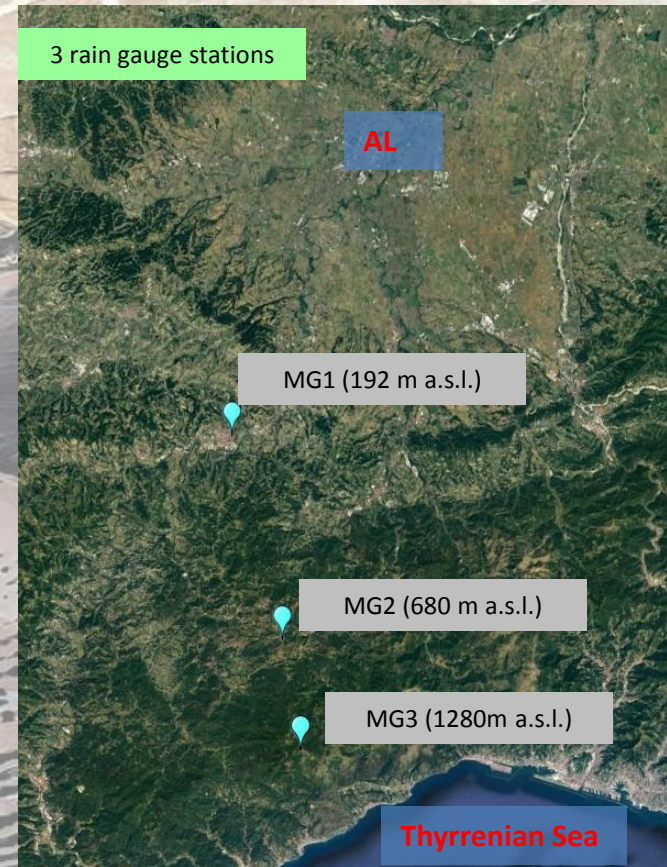 3 rain gauge stations
AL
MG1 (192 m a.s.l.)
MG2 (680 m a.s.l.)
MG3 (1280m a.s.l.)
Thyrrenian Sea